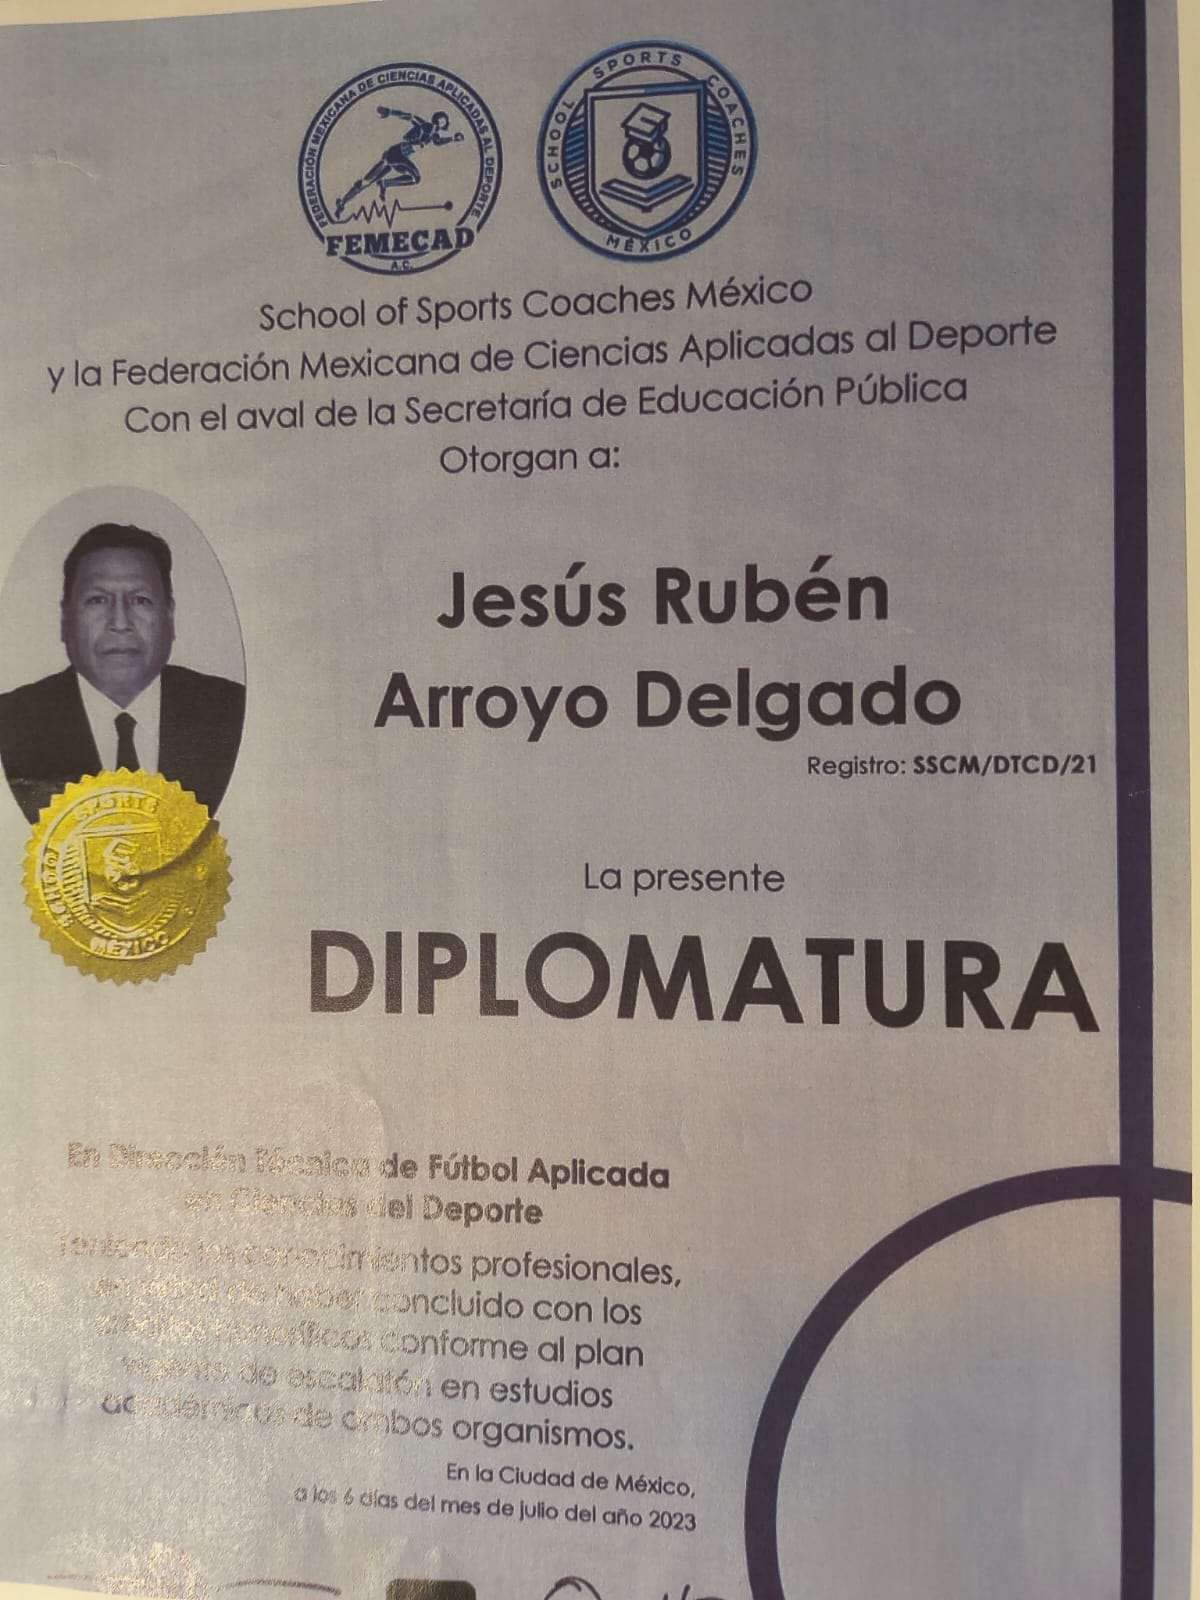 FEDERACIÓN MEXICANA DE CIENCIAS APLICADAS AL DEPORTE
FEMECAD
A.C.
SCHOOL SPORTS COACHES
MÉXICO
School of Sports Coaches México
y la Federación Mexicana de Ciencias Aplicadas al Deporte
Con el aval de la Secretaría de Educación Pública
Otorgan a:
Jesús Rubén
Arroyo Delgado
Registro: SSCM/DTCD/21
SPORTS
SCHOOL
MÉXICO
La presente
DIPLOMATURA
En Dirección Técnica de Fútbol Aplicada
en Ciencias del Deporte
Teniendo los conocimientos profesionales,
en virtud de haber concluido con los
créditos honoríficos conforme al plan
vigente de escalafón en estudios
académicos de ambos organismos.
En la Ciudad de México,
a los 6 días del mes de julio del año 2023